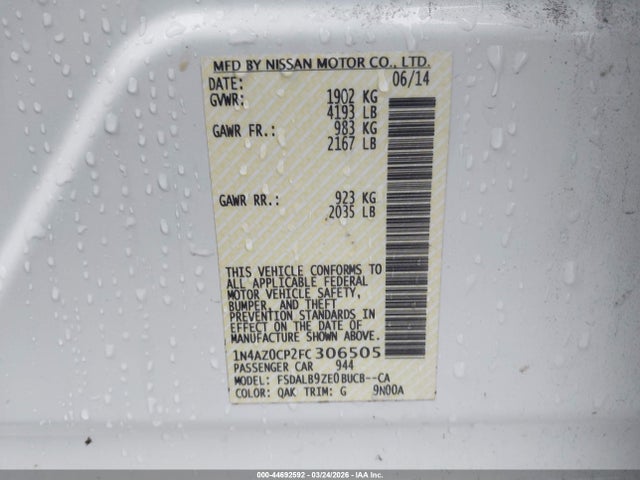 MFD BY NISSAN MOTOR CO., LTD.
DATE: 06/14
GVWR: 1902 KG
4193 LB
GAWR FR.: 983 KG
2167 LB
GAWR RR.: 923 KG
2035 LB
THIS VEHICLE CONFORMS TO
ALL APPLICABLE FEDERAL
MOTOR VEHICLE SAFETY,
BUMPER, AND THEFT
PREVENTION STANDARDS IN
EFFECT ON THE DATE OF
MANUFACTURE SHOWN ABOVE.
1N4AZ0CP2FC306505
PASSENGER CAR 944
MODEL: FSDALB9ZE0BUCB--CA
COLOR: QAK TRIM: G 9N00A
000-44692592 - 03/24/2026 - IAAI, Inc.